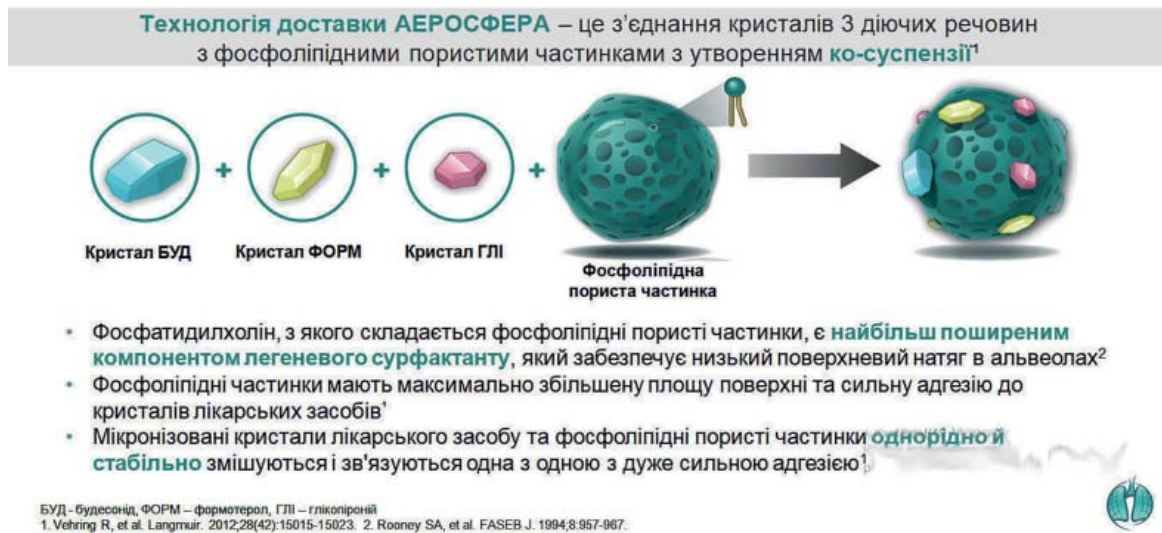 Технологія доставки АЕРОСФЕРА – це з’єднання кристалів 3 діючих речовин
з фосфоліпідними пористими частинками з утворенням ко-суспензії¹
+ + + 
Кристал БУД
Кристал ФОРМ
Кристал ГЛІ
Фосфоліпідна
пориста частинка
• Фосфатидилхолін, з якого складається фосфоліпідні пористі частинки, є найбільш поширеним
компонентом легеневого сурфактанту, який забезпечує низький поверхневий натяг в альвеолах²
• Фосфоліпідні частинки мають максимально збільшену площу поверхні та сильну адгезію до
кристалів лікарських засобів¹
• Мікронізовані кристали лікарського засобу та фосфоліпідні пористі частинки однорідно й
стабільно змішуються і зв'язуються одна з одною з дуже сильною адгезією¹.
БУД - будесонід, ФОРМ – формотерол, ГЛІ – глікопіроній
1. Vehring R, et al. Langmuir. 2012;28(42):15015-15023. 2. Rooney SA, et al. FASEB J. 1994;8:957-967.